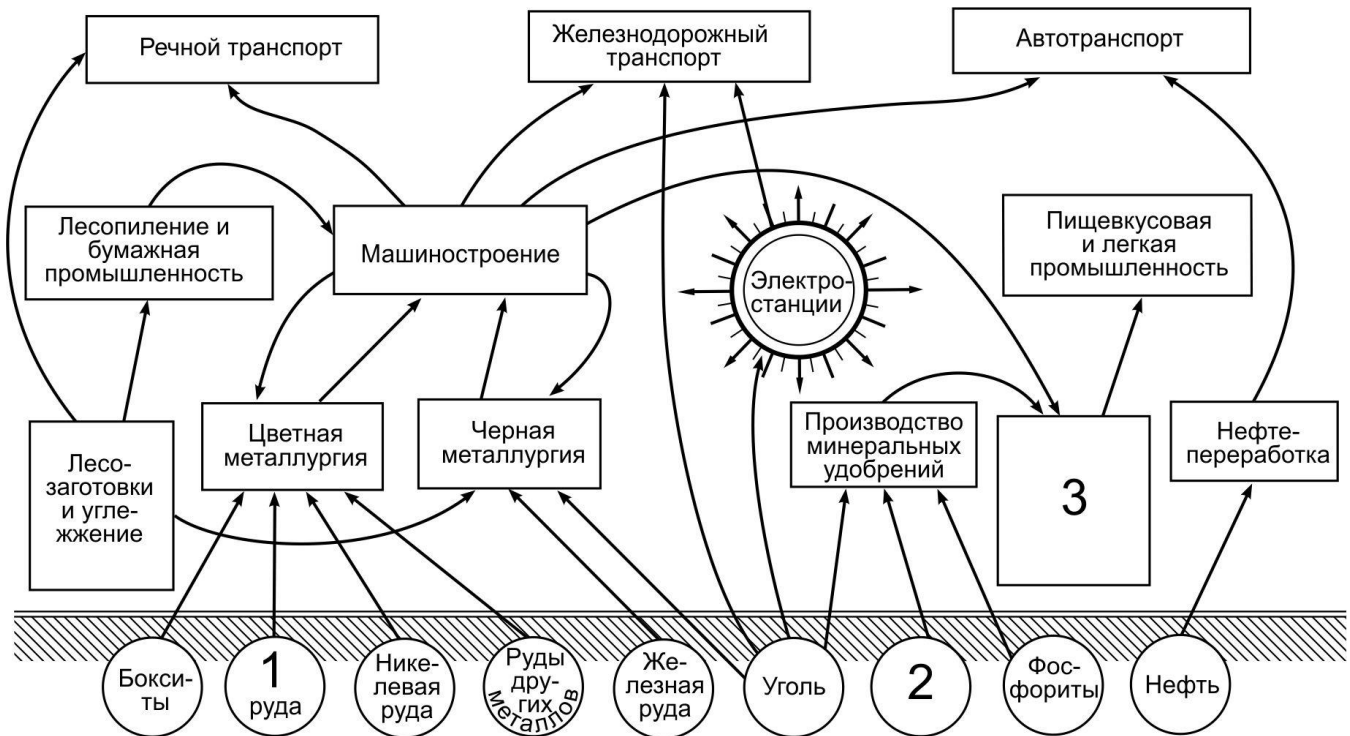 Речной транспорт
Железнодорожный
транспорт
Автотранспорт
Лесопиление и
бумажная
промышленность
Машиностроение
Электро-
станции
Пищевкусовая
и легкая
промышленность
Лесо-
заготовки
и угле-
жжение
Цветная
металлургия
Черная
металлургия
Производство
минеральных
удобрений
3
Нефте-
переработка
Бокси-
ты
1
руда
Нике-
левая
руда
Руды
дру-
гих
металлов
Же-
лезная
руда
Уголь
2
Фос-
фориты
Нефть